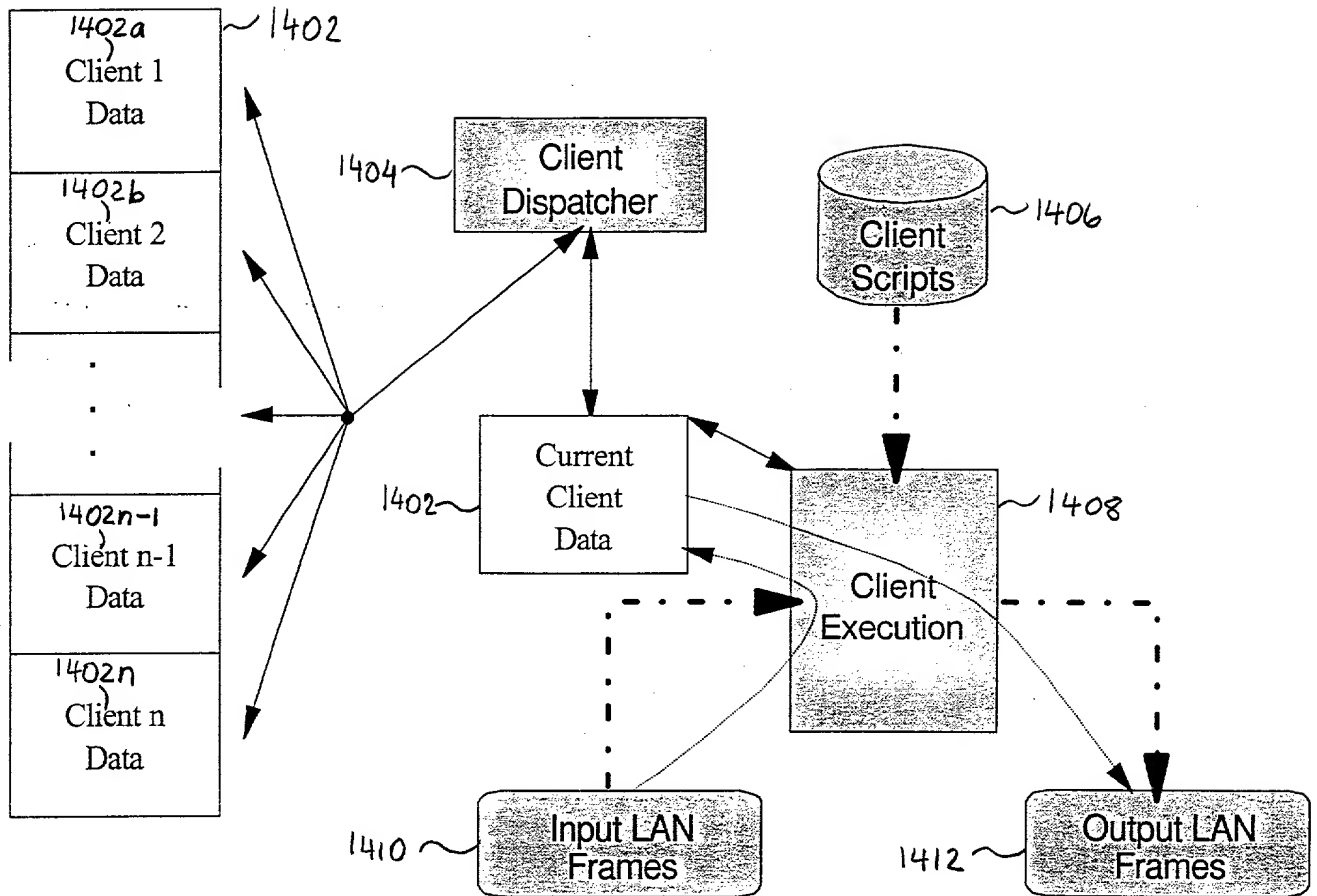 1402a
1402
Client 1
Data
1402b
Client 2
Data
1402n-1
Client n-1
Data
1402n
Client n
Data
1404
Client
Dispatcher
Client
Scripts
1406
1402
Current
Client
Data
1408
Client
Execution
1410
Input LAN
Frames
1412
Output LAN
Frames